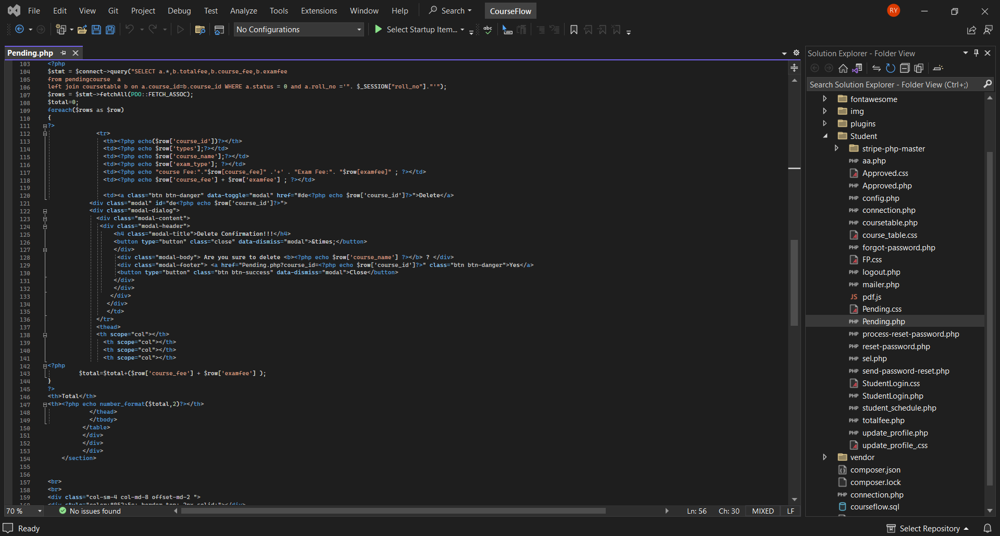 File Edit View Git Project Debug Test Analyze Tools Extensions Window Help Search CourseFlow RY
No Configurations Select Startup Item...
Pending.php
103 <?php
104 $stmt = $connect->query("SELECT a.*,b.totalfee,b.course_fee,b.examfee
105 from pendingcourse  a
106 left join coursetable b on a.course_id=b.course_id WHERE a.status = 0 and a.roll_no ='". $_SESSION["roll_no"]."'");
107 $rows = $stmt->fetchAll(PDO::FETCH_ASSOC);
108 $total=0;
109 foreach($rows as $row)
110 {
111 ?>
112 <tr>
113 <th><?php echo($row['course_id'])?></th>
114 <td><?php echo $row['types'];?></td>
115 <td><?php echo $row['course_name'];?></td>
116 <td><?php echo $row['exam_type']; ?></td>
117 <td><?php echo "course Fee:"."$row[course_fee]" .'+' . "Exam Fee:". "$row[examfee]" ; ?></td>
118 <td><?php echo $row['course_fee'] + $row['examfee'] ; ?></td>
119
120 <td><a class="btn btn-danger" data-toggle="modal" href="#de<?php echo $row['course_id']?>">Delete</a>
121 <div class="modal" id="de<?php echo $row['course_id']?>">
122 <div class="modal-dialog">
123 <div class="modal-content">
124 <div class="modal-header">
125 <h4 class="modal-title">Delete Confirmation!!!</h4>
126 <button type="button" class="close" data-dismiss="modal">&times;</button>
127 </div>
128 <div class="modal-body"> Are you sure to delete <b><?php echo $row['course_name'] ?></b> ? </div>
129 <div class="modal-footer"> <a href="Pending.php?course_id=<?php echo $row['course_id']?>" class="btn btn-danger">Yes</a>
130 <button type="button" class="btn btn-success" data-dismiss="modal">Close</button>
131 </div>
132 </div>
133 </div>
134 </div>
135 </td>
136 </tr>
137 <thead>
138 <th scope="col"></th>
139 <th scope="col"></th>
140 <th scope="col"></th>
141 <th scope="col"></th>
142 <?php
143 $total=$total+($row['course_fee'] + $row['examfee'] );
144 }
145 ?>
146 <th>Total</th>
147 <th><?php echo number_format($total,2)?></th>
148 </thead>
149 </tbody>
150 </table>
151 </div>
152 </div>
153 </div>
154 </section>
155
156
157 <br>
158 <br>
159 <div class="col-sm-4 col-md-8 offset-md-2 ">
70 % No issues found Ln: 56 Ch: 30 MIXED LF
Ready Select Repository
Solution Explorer - Folder View
Search Solution Explorer - Folder View (Ctrl+;)
fontawesome
img
plugins
Student
stripe-php-master
PHP aa.php
Approved.css
PHP Approved.php
PHP config.php
PHP connection.php
PHP coursetable.php
course_table.css
PHP forgot-password.php
FP.css
PHP logout.php
PHP mailer.php
JS pdf.js
Pending.css
PHP Pending.php
PHP process-reset-password.php
PHP reset-password.php
PHP sel.php
PHP send-password-reset.php
StudentLogin.css
PHP StudentLogin.php
PHP student_schedule.php
PHP totalfee.php
PHP update_profile.php
update_profile_.css
vendor
composer.json
composer.lock
PHP connection.php
courseflow.sql